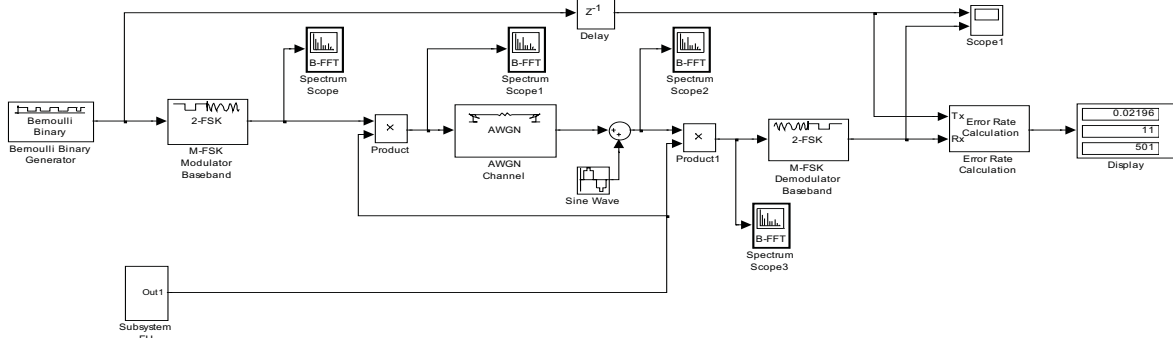 Z-1
Delay
Scope1
B-FFT
Spectrum
Scope
B-FFT
Spectrum
Scope1
B-FFT
Spectrum
Scope2
Bernoulli
Binary
Bernoulli Binary
Generator
2-FSK
M-FSK
Modulator
Baseband
×
Product
AWGN
AWGN
Channel
Sine Wave
×
Product1
2-FSK
M-FSK
Demodulator
Baseband
Tx
Rx
Error Rate
Calculation
Error Rate
Calculation
0.02196
11
501
Display
B-FFT
Spectrum
Scope3
Out1
Subsystem